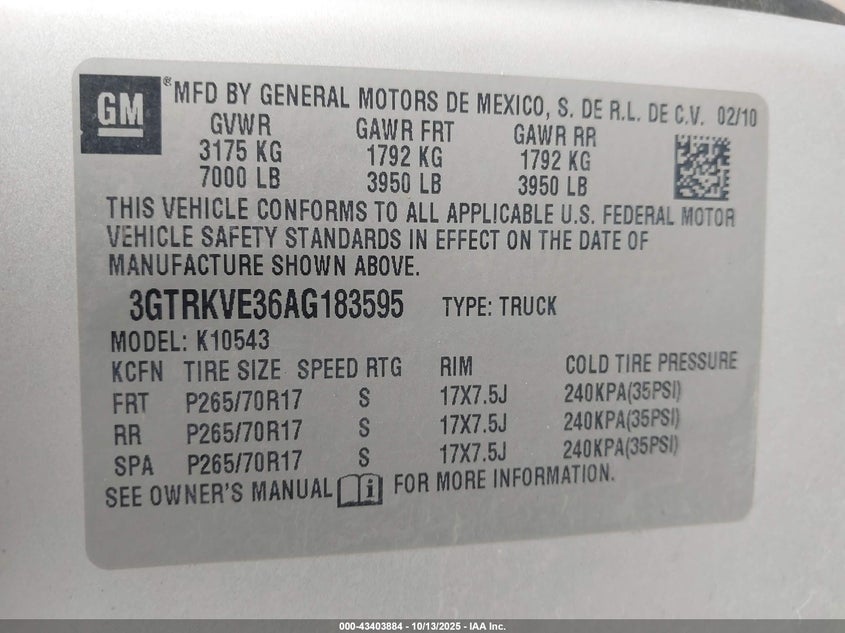 GM ® MFD BY GENERAL MOTORS DE MEXICO, S. DE R.L. DE C.V. 02/10
GVWR GAWR FRT GAWR RR
3175 KG 1792 KG 1792 KG
7000 LB 3950 LB 3950 LB
THIS VEHICLE CONFORMS TO ALL APPLICABLE U.S. FEDERAL MOTOR
VEHICLE SAFETY STANDARDS IN EFFECT ON THE DATE OF
MANUFACTURE SHOWN ABOVE.
3GTRKVE36AG183595 TYPE: TRUCK
MODEL: K10543
KCFN TIRE SIZE SPEED RTG RIM COLD TIRE PRESSURE
FRT P265/70R17 S 17X7.5J 240KPA(35PSI)
RR P265/70R17 S 17X7.5J 240KPA(35PSI)
SPA P265/70R17 S 17X7.5J 240KPA(35PSI)
SEE OWNER'S MANUAL i FOR MORE INFORMATION.
000-43403884 | 10/13/2025 - IAA Inc.